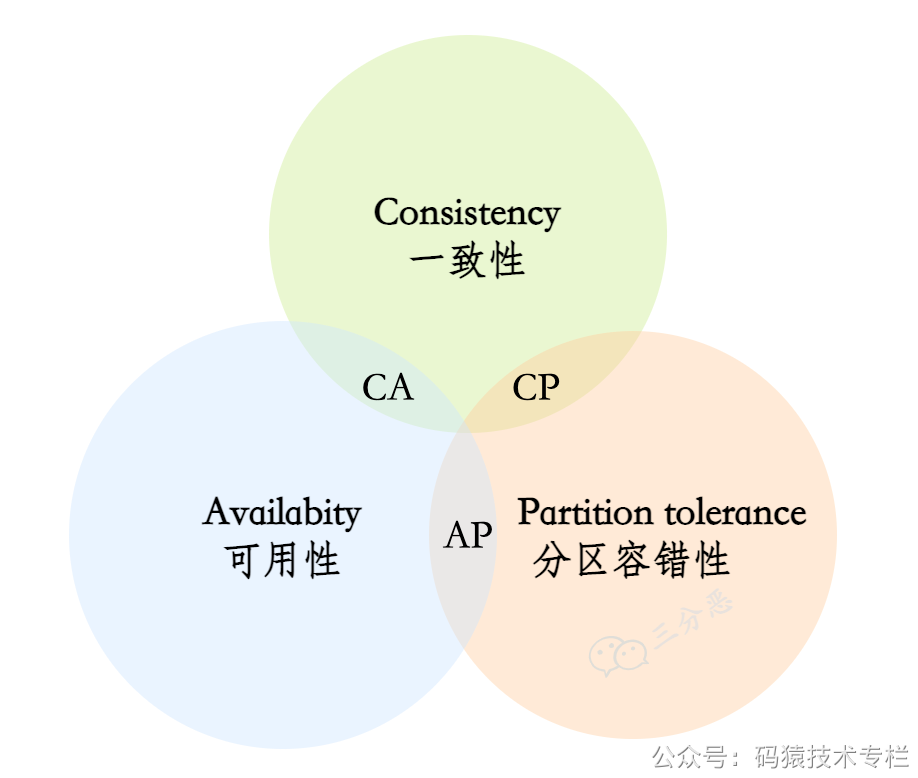 Consistency
一致性
CA
CP
Availabity
可用性
AP
Partition tolerance
分区容错性
三分恶
公众号：码猿技术专栏